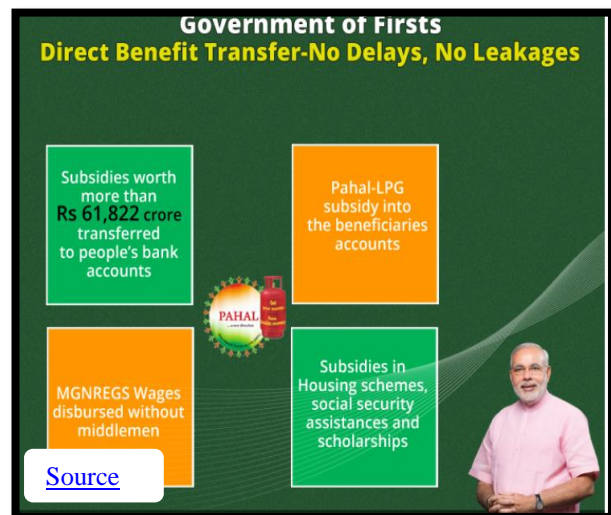 Government of Firsts
Direct Benefit Transfer-No Delays, No Leakages
Subsidies worth
more than
Rs 61,822 crore
transferred
to people's bank
accounts
Pahal-LPG
subsidy into
the beneficiaries
accounts
PAHAL
MGNREGS Wages
disbursed without
middlemen
Subsidies in
Housing schemes,
social security
assistances and
scholarships
Source